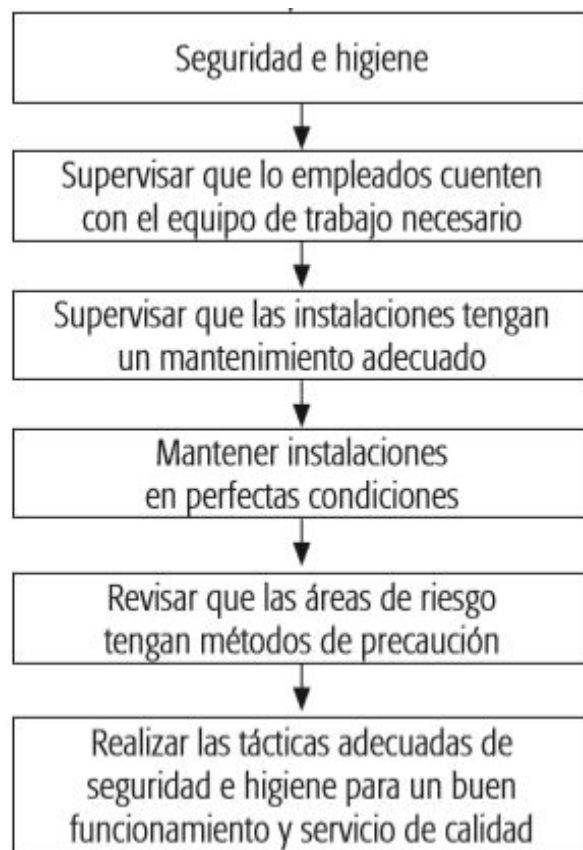 Seguridad e higiene
Supervisar que lo empleados cuenten
con el equipo de trabajo necesario
Supervisar que las instalaciones tengan
un mantenimiento adecuado
Mantener instalaciones
en perfectas condiciones
Revisar que las áreas de riesgo
tengan métodos de precaución
Realizar las tácticas adecuadas de
seguridad e higiene para un buen
funcionamiento y servicio de calidad